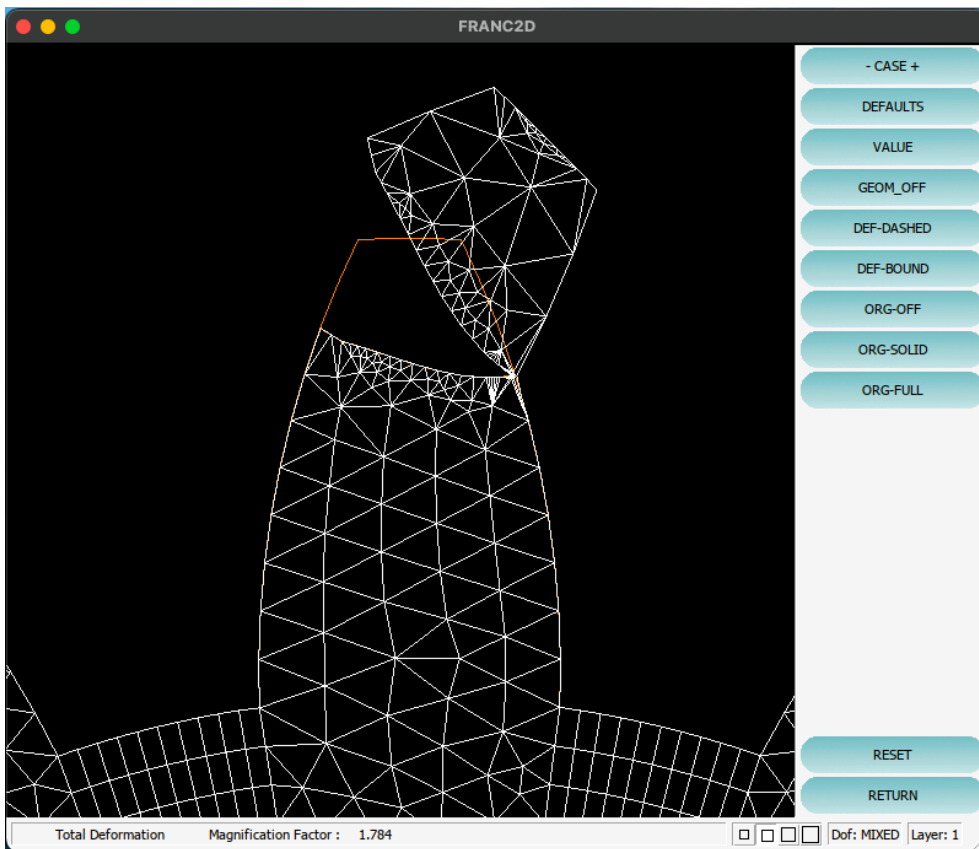 FRANC2D
- CASE +
DEFAULTS
VALUE
GEOM_OFF
DEF-DASHED
DEF-BOUND
ORG-OFF
ORG-SOLID
ORG-FULL
RESET
RETURN
Total Deformation Magnification Factor : 1.784 Dof: MIXED Layer: 1